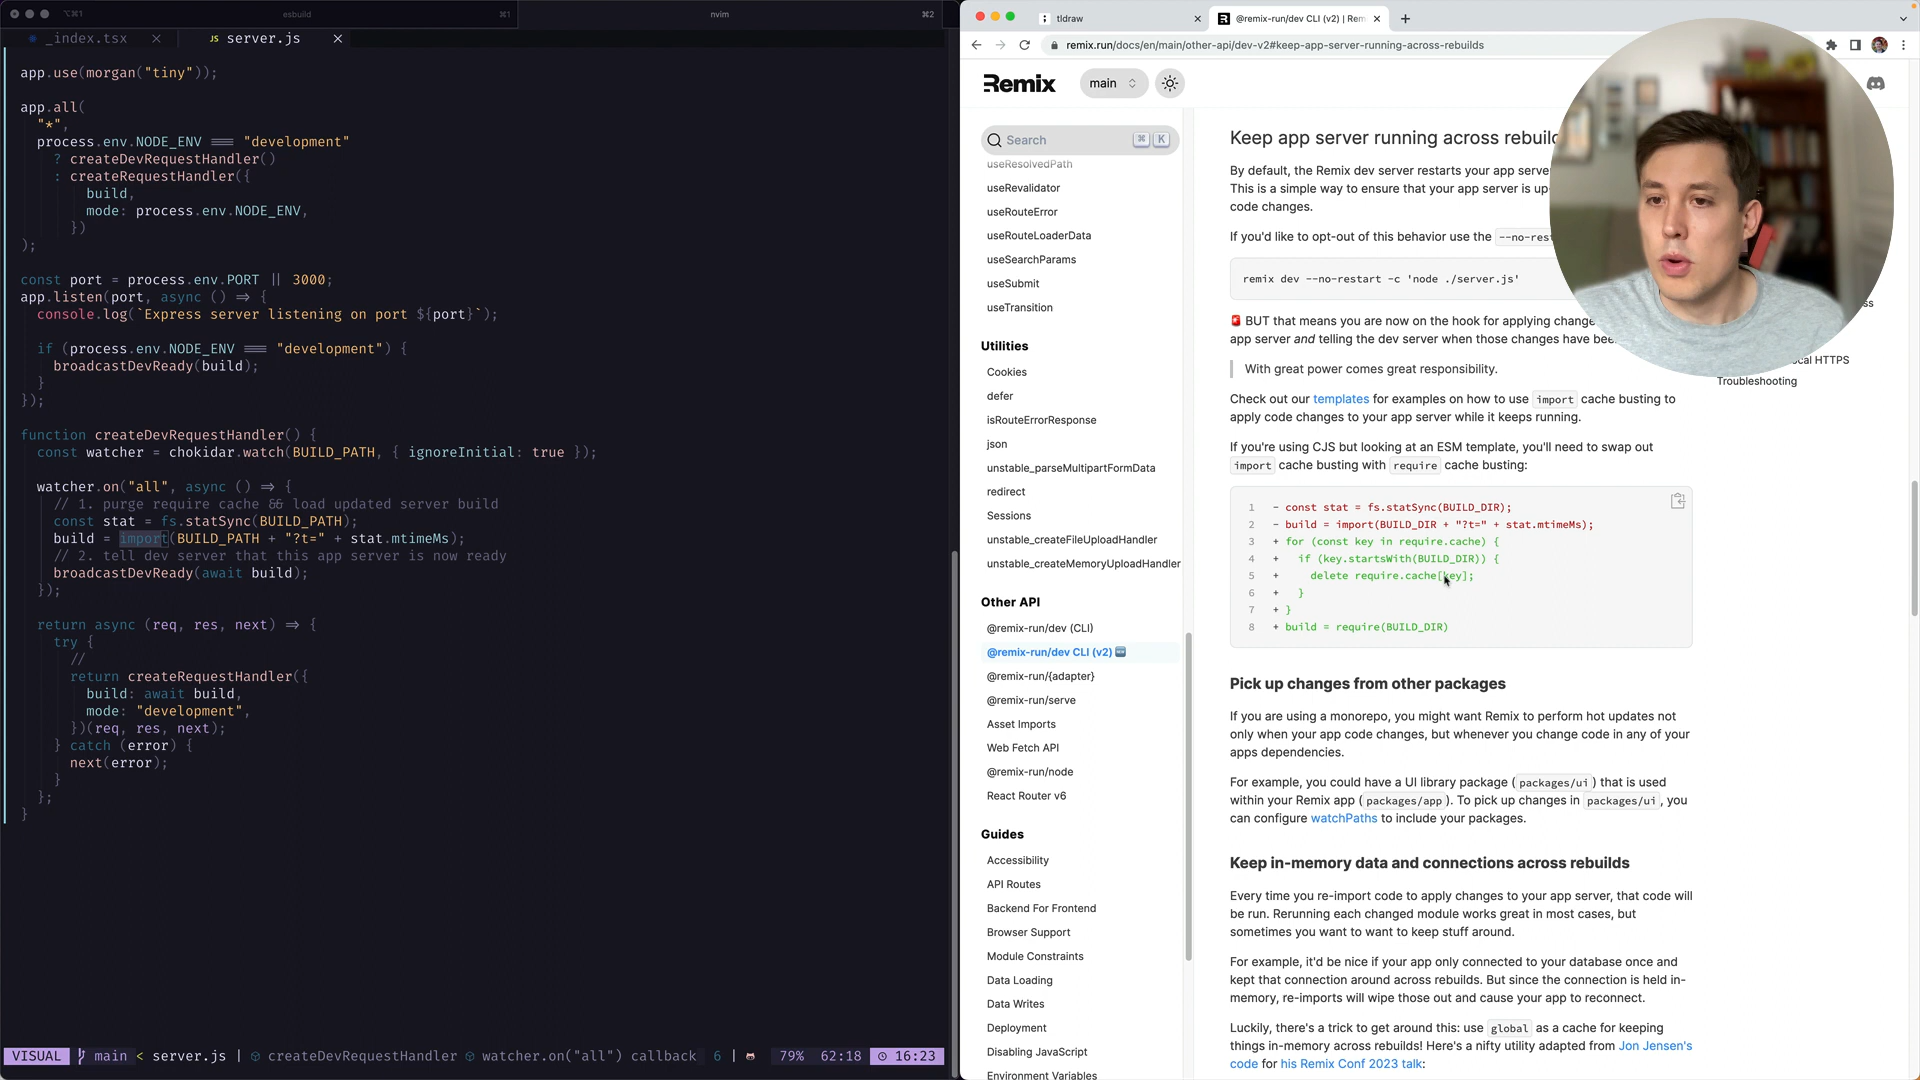 ⌥⌘1
esbuild
⌘1
nvim
⌘2
_index.tsx ×
JS server.js ×
app.use(morgan("tiny"));
app.all(
"*",
process.env.NODE_ENV === "development"
? createDevRequestHandler()
: createRequestHandler({
build,
mode: process.env.NODE_ENV,
})
);
const port = process.env.PORT || 3000;
app.listen(port, async () => {
console.log(`Express server listening on port ${port}`);
if (process.env.NODE_ENV === "development") {
broadcastDevReady(build);
}
});
function createDevRequestHandler() {
const watcher = chokidar.watch(BUILD_PATH, { ignoreInitial: true });
watcher.on("all", async () => {
// 1. purge require cache && load updated server build
const stat = fs.statSync(BUILD_PATH);
build = import(BUILD_PATH + "?t=" + stat.mtimeMs);
// 2. tell dev server that this app server is now ready
broadcastDevReady(await build);
});
return async (req, res, next) => {
try {
//
return createRequestHandler({
build: await build,
mode: "development",
})(req, res, next);
} catch (error) {
next(error);
}
};
}
VISUAL main < server.js | createDevRequestHandler watcher.on("all") callback 6 | 79% 62:18 16:23
tldraw
@remix-run/dev CLI (v2) | Rem
remix.run/docs/en/main/other-api/dev-v2#keep-app-server-running-across-rebuilds
Remix
main
Search ⌘ K
useResolvedPath
useRevalidator
useRouteError
useRouteLoaderData
useSearchParams
useSubmit
useTransition
Utilities
Cookies
defer
isRouteErrorResponse
json
unstable_parseMultipartFormData
redirect
Sessions
unstable_createFileUploadHandler
unstable_createMemoryUploadHandler
Other API
@remix-run/dev (CLI)
@remix-run/dev CLI (v2)
@remix-run/{adapter}
@remix-run/serve
Asset Imports
Web Fetch API
@remix-run/node
React Router v6
Guides
Accessibility
API Routes
Backend For Frontend
Browser Support
Module Constraints
Data Loading
Data Writes
Deployment
Disabling JavaScript
Environment Variables
Keep app server running across rebuild
By default, the Remix dev server restarts your app server
This is a simple way to ensure that your app server is up-
code changes.
If you'd like to opt-out of this behavior use the --no-rest
remix dev --no-restart -c 'node ./server.js'
🚨 BUT that means you are now on the hook for applying change
app server and telling the dev server when those changes have bee
With great power comes great responsibility.
Check out our templates for examples on how to use import cache busting to
apply code changes to your app server while it keeps running.
If you're using CJS but looking at an ESM template, you'll need to swap out
import cache busting with require cache busting:
1 - const stat = fs.statSync(BUILD_DIR);
2 - build = import(BUILD_DIR + "?t=" + stat.mtimeMs);
3 + for (const key in require.cache) {
4 + if (key.startsWith(BUILD_DIR)) {
5 + delete require.cache[key];
6 + }
7 + }
8 + build = require(BUILD_DIR)
Pick up changes from other packages
If you are using a monorepo, you might want Remix to perform hot updates not
only when your app code changes, but whenever you change code in any of your
apps dependencies.
For example, you could have a UI library package (packages/ui) that is used
within your Remix app (packages/app). To pick up changes in packages/ui, you
can configure watchPaths to include your packages.
Keep in-memory data and connections across rebuilds
Every time you re-import code to apply changes to your app server, that code will
be run. Rerunning each changed module works great in most cases, but
sometimes you want to want to keep stuff around.
For example, it'd be nice if your app only connected to your database once and
kept that connection around across rebuilds. But since the connection is held in-
memory, re-imports will wipe those out and cause your app to reconnect.
Luckily, there's a trick to get around this: use global as a cache for keeping
things in-memory across rebuilds! Here's a nifty utility adapted from Jon Jensen's
code for his Remix Conf 2023 talk:
ss
ocal HTTPS
Troubleshooting